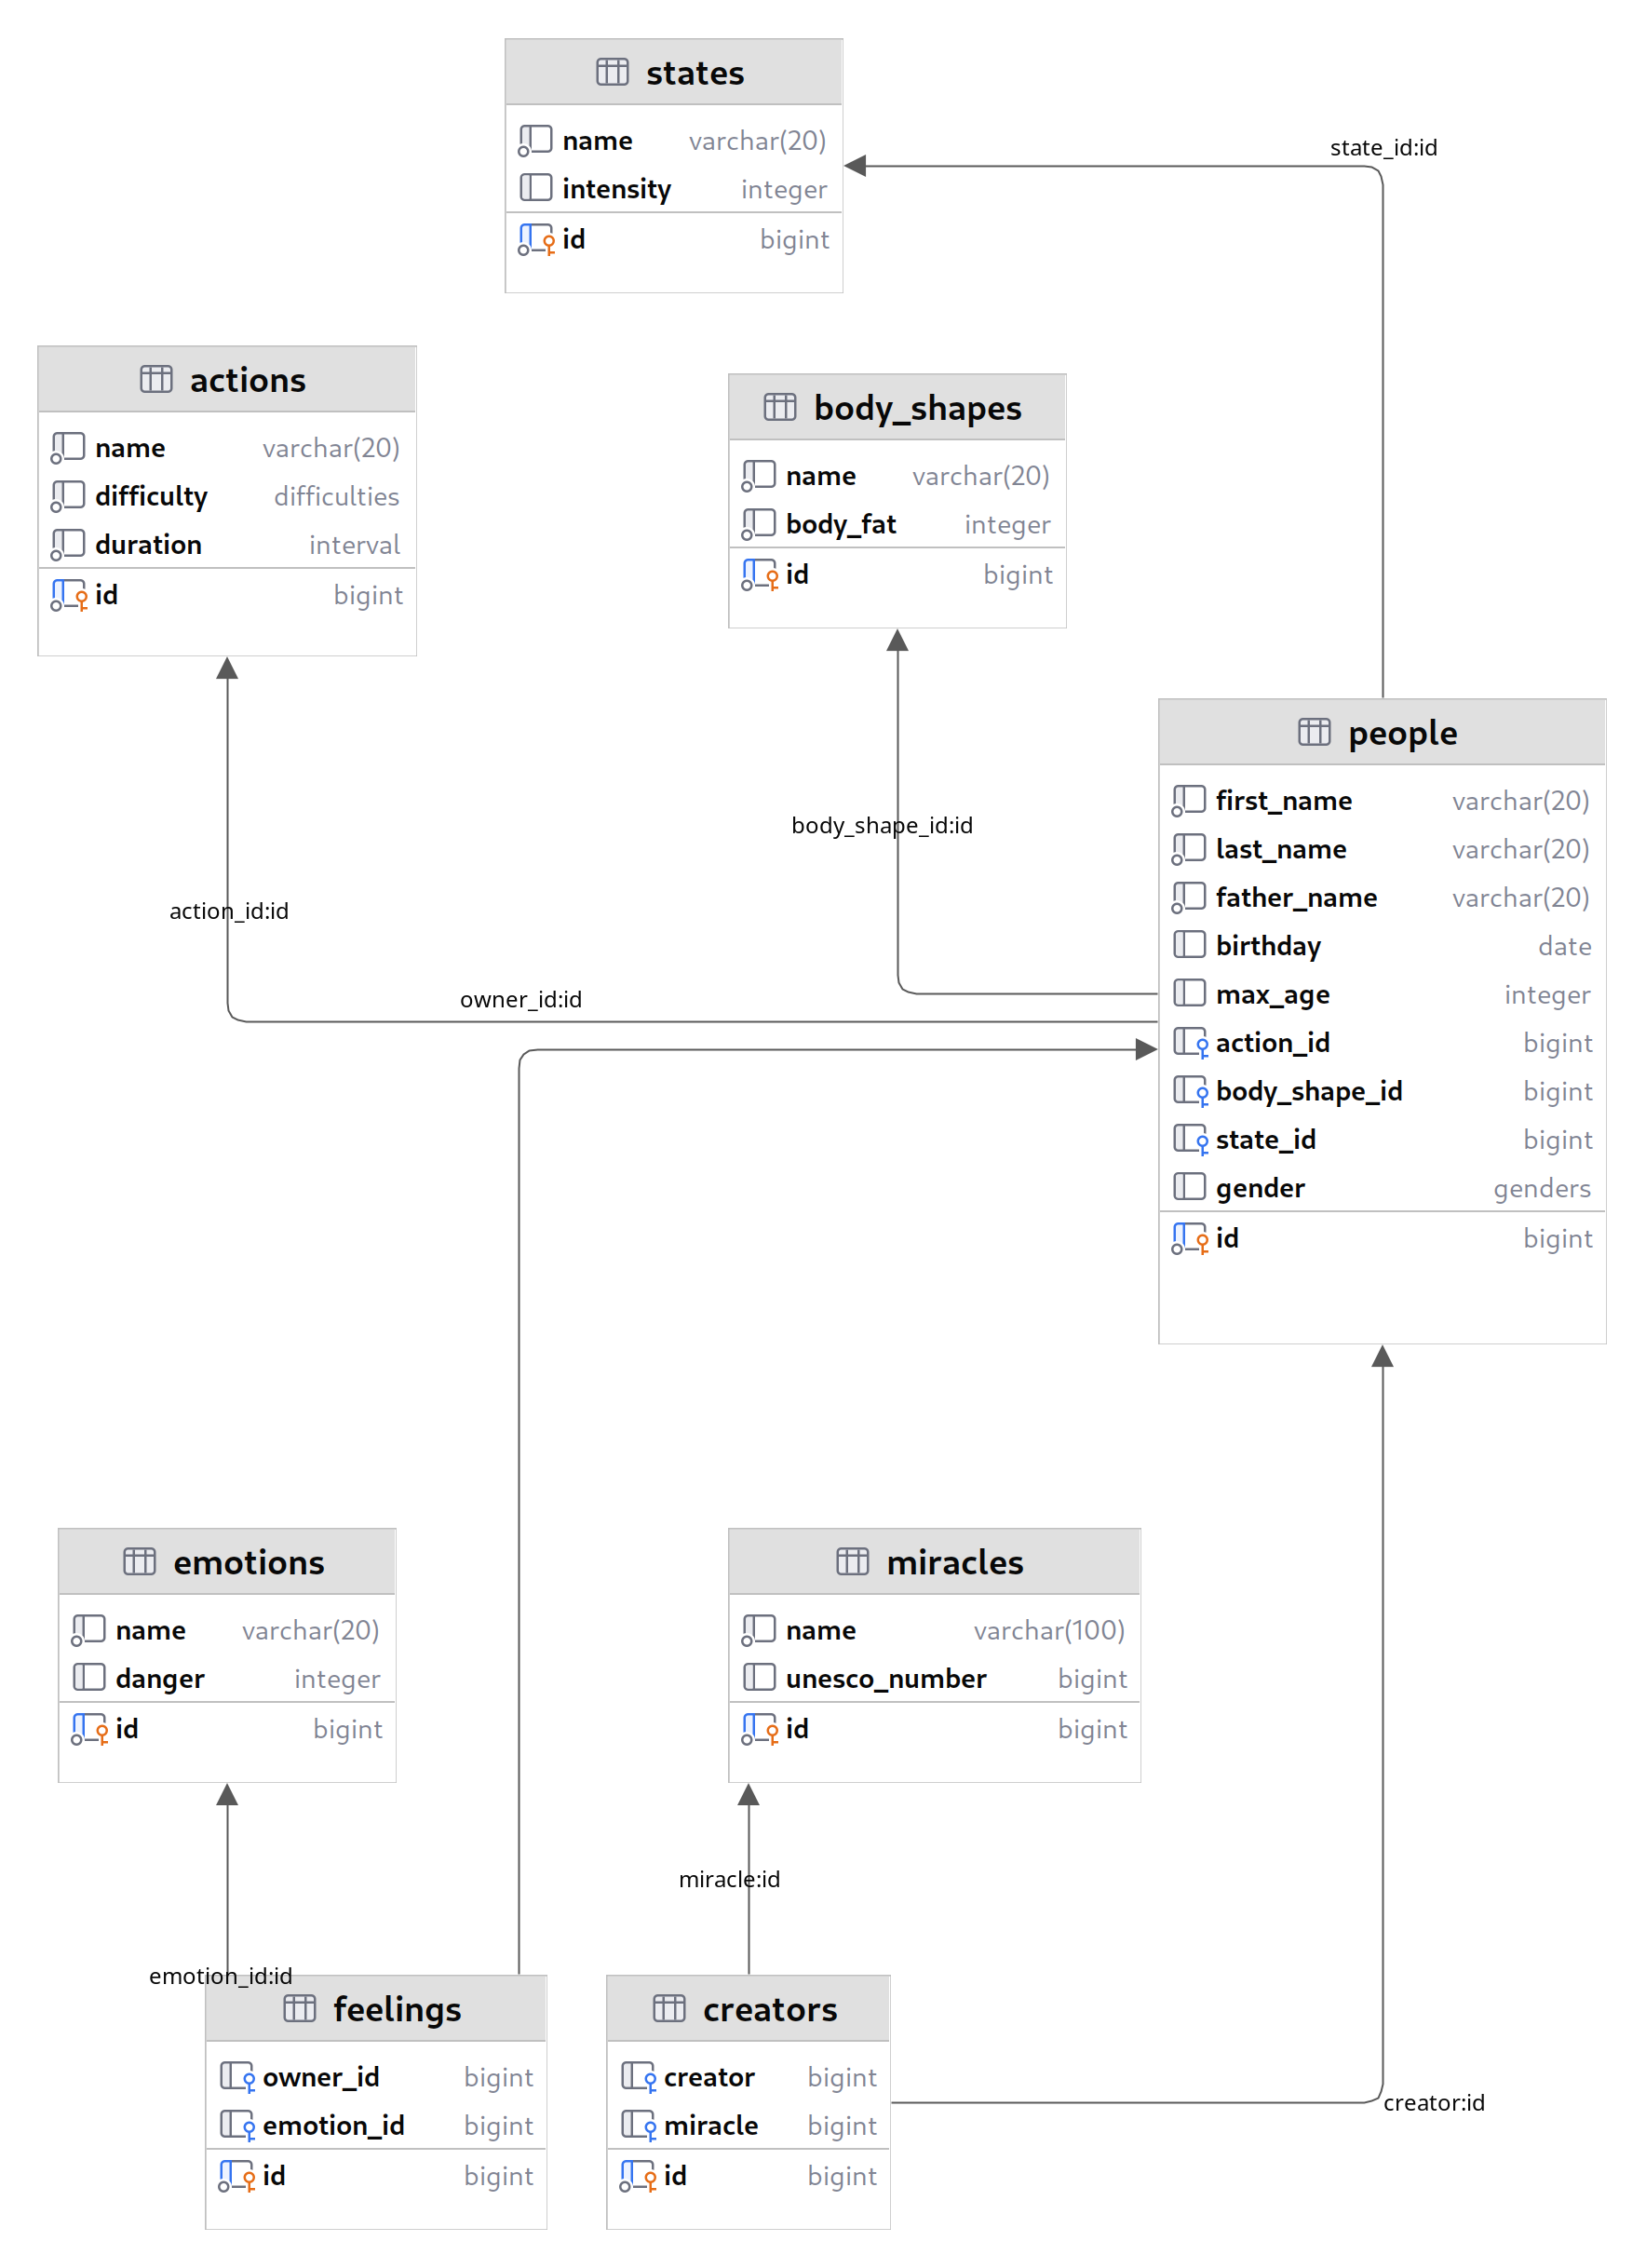 states
name varchar(20)
intensity integer
id bigint
state_id:id
actions
name varchar(20)
difficulty difficulties
duration interval
id bigint
body_shapes
name varchar(20)
body_fat integer
id bigint
people
first_name varchar(20)
last_name varchar(20)
father_name varchar(20)
birthday date
max_age integer
action_id bigint
body_shape_id bigint
state_id bigint
gender genders
id bigint
body_shape_id:id
action_id:id
owner_id:id
emotions
name varchar(20)
danger integer
id bigint
miracles
name varchar(100)
unesco_number bigint
id bigint
miracle:id
emotion_id:id
feelings
owner_id bigint
emotion_id bigint
id bigint
creators
creator bigint
miracle bigint
id bigint
creator:id